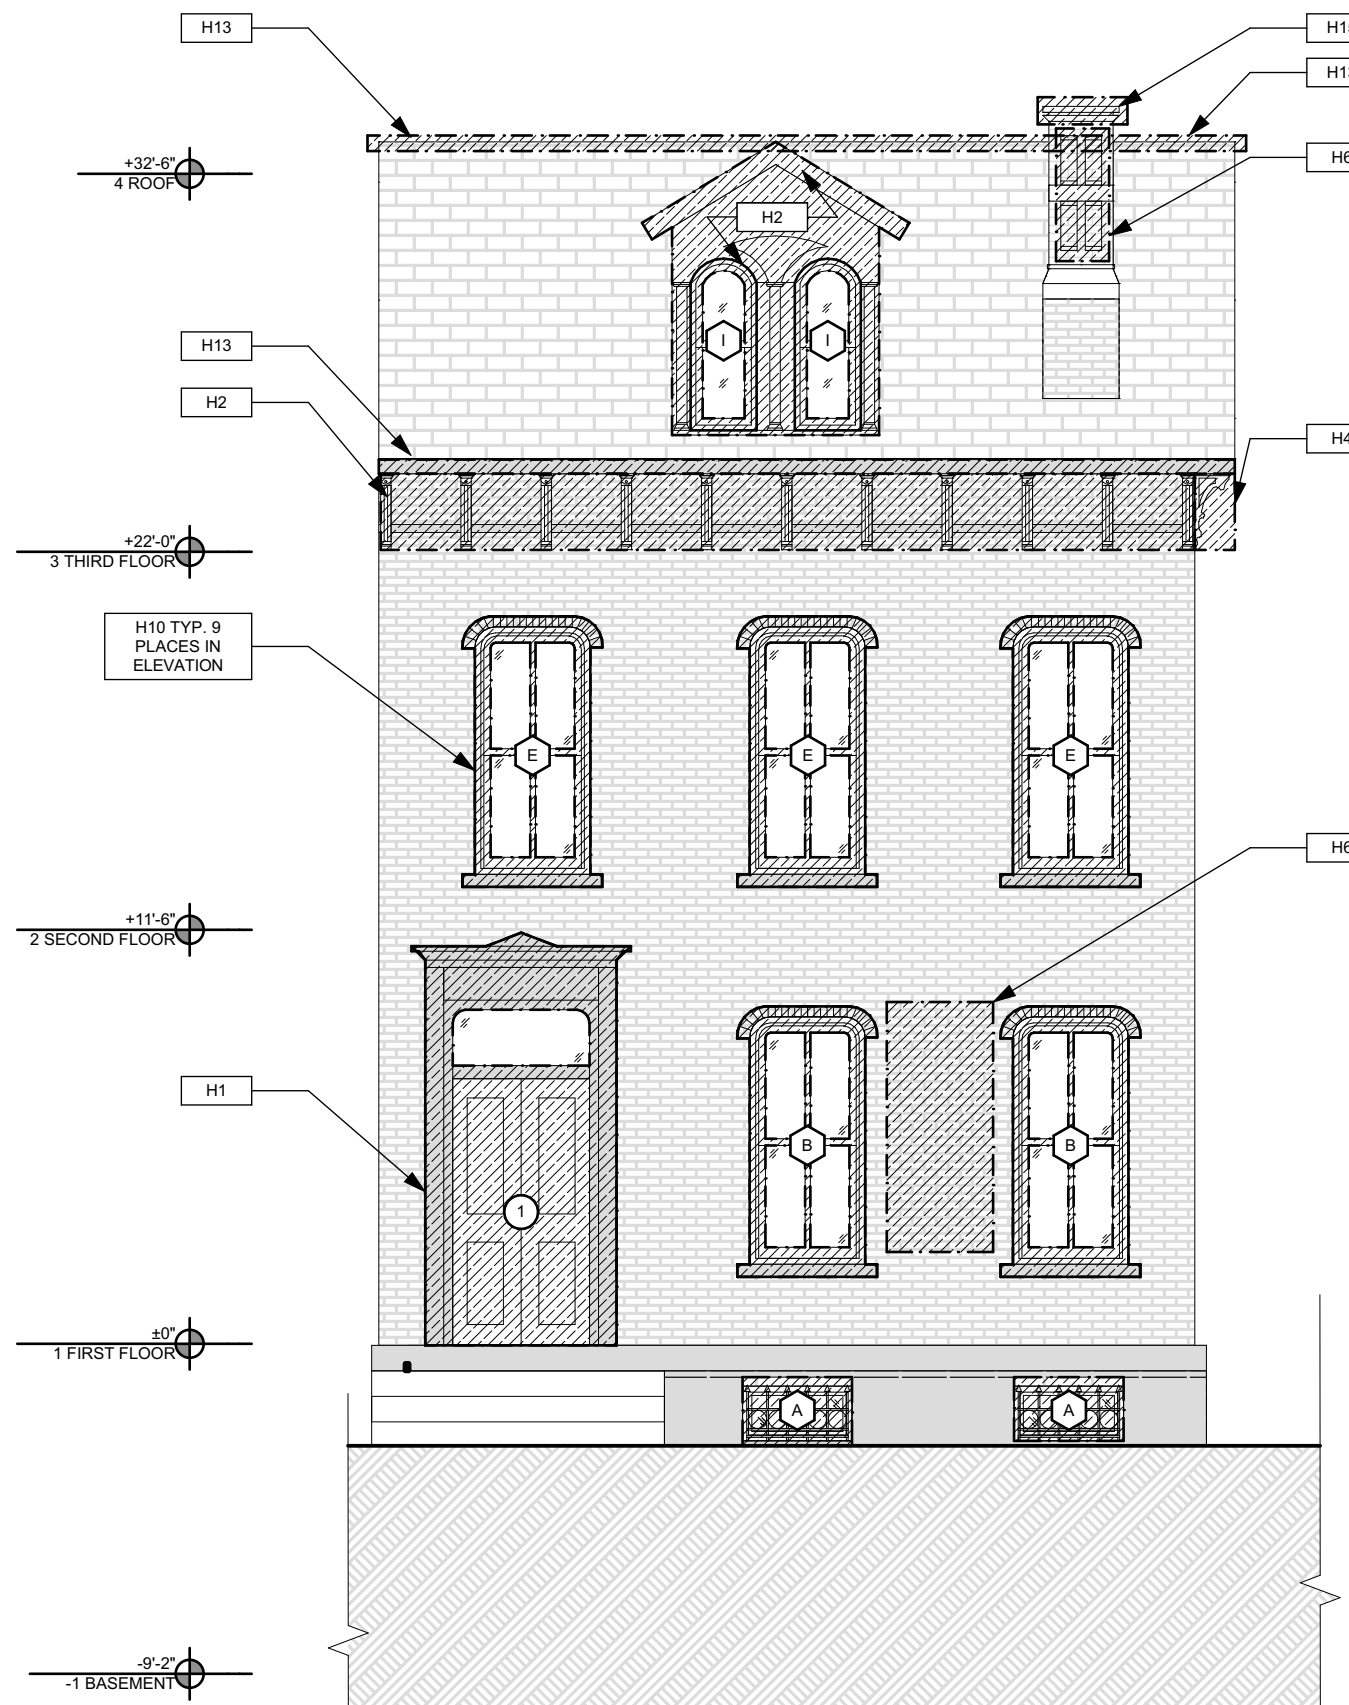 H13
H15
H13
+32'-6"
4 ROOF
H6
H2
I
I
H13
H2
H4
+22'-0"
3 THIRD FLOOR
H10 TYP. 9
PLACES IN
ELEVATION
E
E
E
H6
+11'-6"
2 SECOND FLOOR
H1
B
B
1
±0"
1 FIRST FLOOR
A
A
-9'-2"
-1 BASEMENT